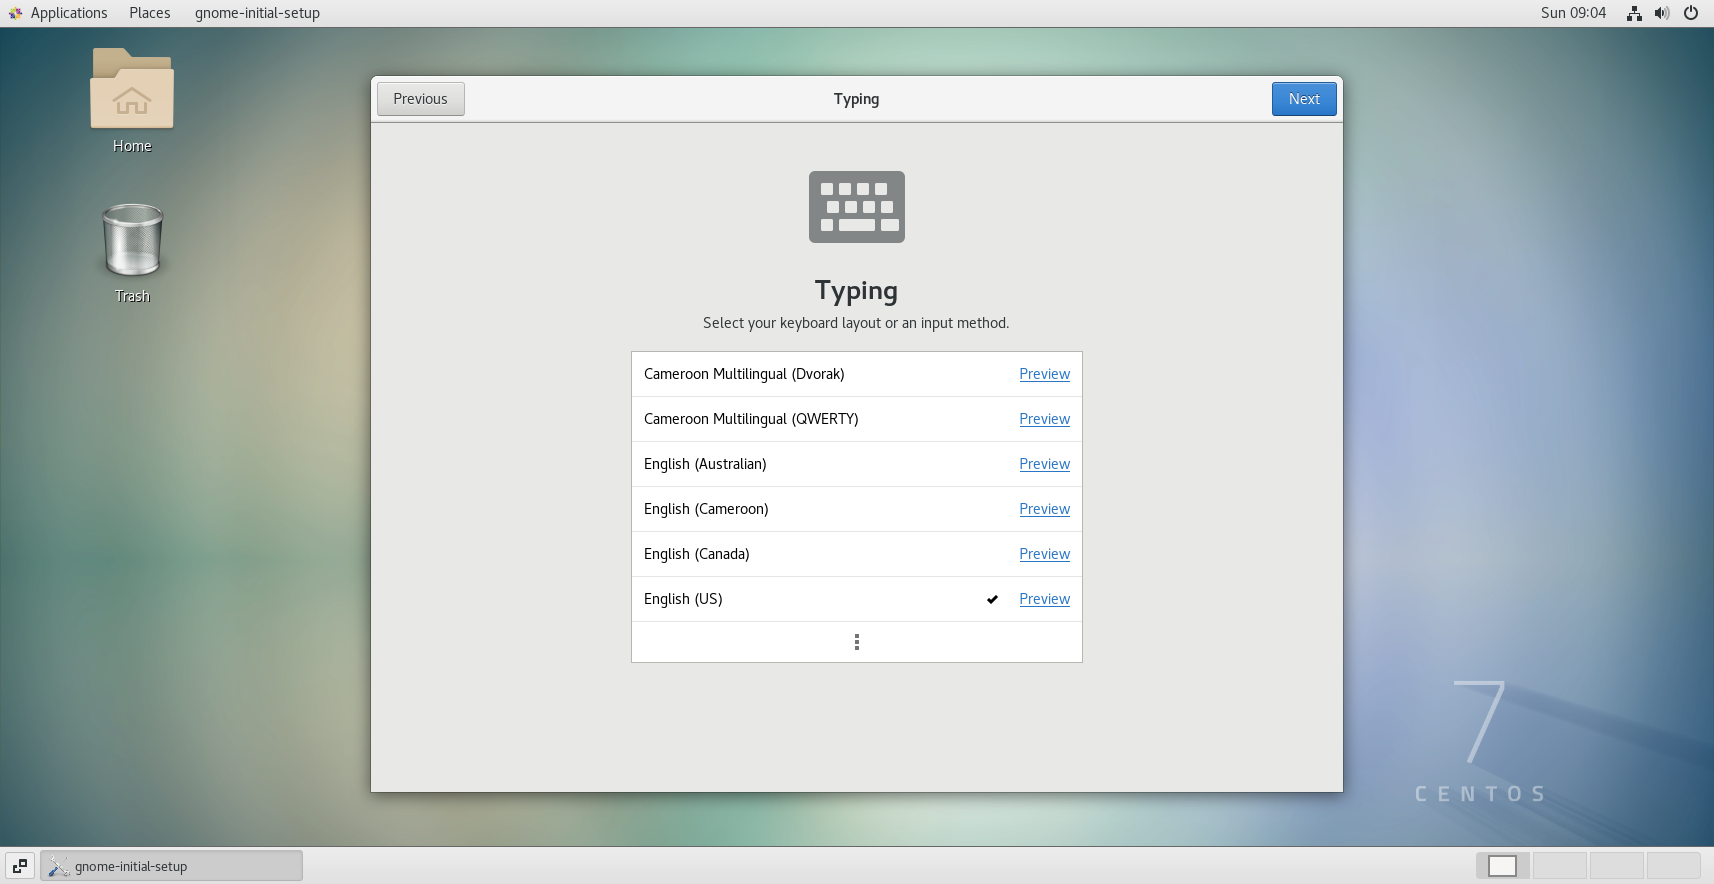 Applications Places gnome-initial-setup Sun 09:04
Home
Trash
Previous Typing Next
Typing
Select your keyboard layout or an input method.
Cameroon Multilingual (Dvorak) Preview
Cameroon Multilingual (QWERTY) Preview
English (Australian) Preview
English (Cameroon) Preview
English (Canada) Preview
English (US) Preview
7
CENTOS
gnome-initial-setup